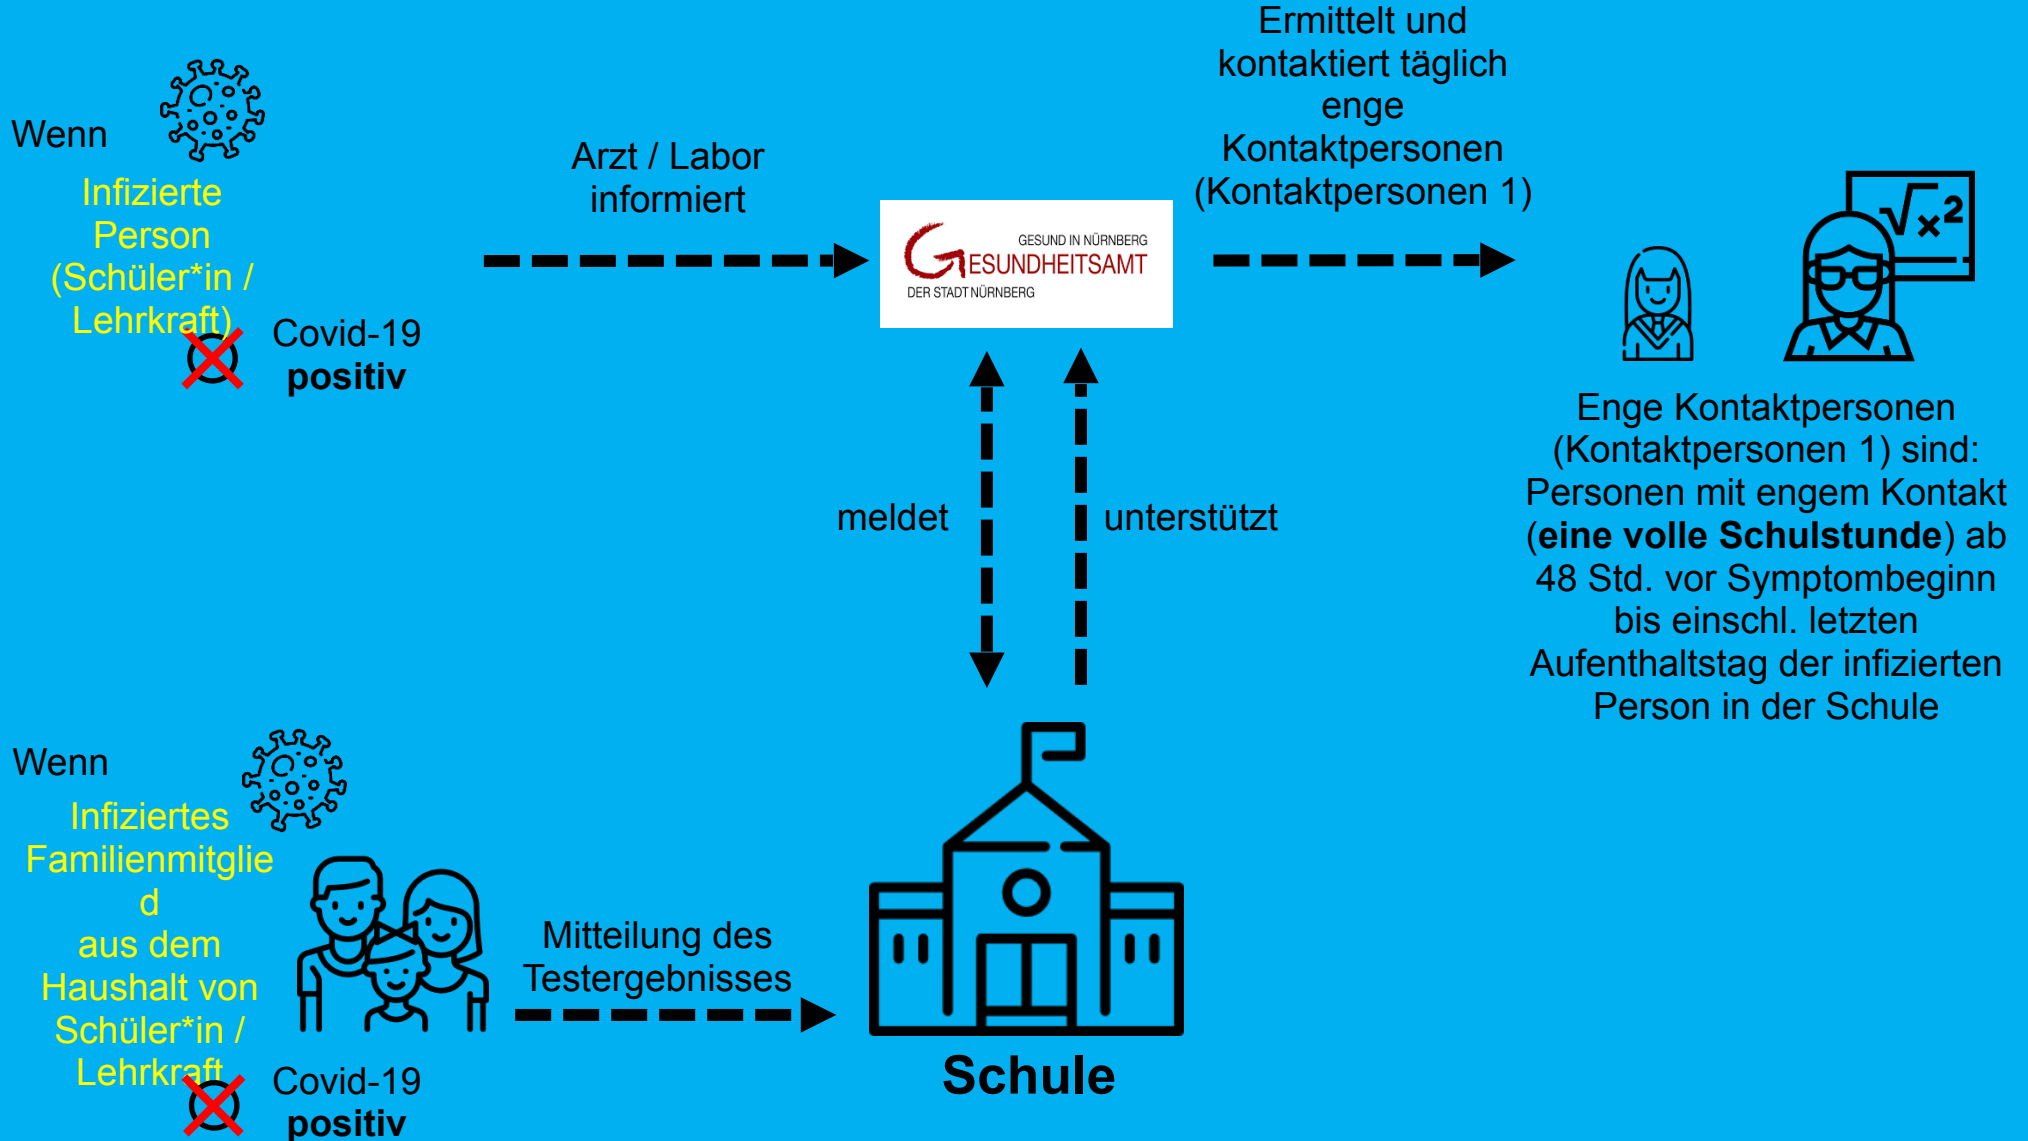 Wenn
Infizierte
Person
(Schüler*in /
Lehrkraft)
Covid-19
positiv
Arzt / Labor
informiert
GESUND IN NÜRNBERG
GESUNDHEITSAMT
DER STADT NÜRNBERG
Ermittelt und
kontaktiert täglich
enge
Kontaktpersonen
(Kontaktpersonen 1)
√x²
Enge Kontaktpersonen
(Kontaktpersonen 1) sind:
Personen mit engem Kontakt
(eine volle Schulstunde) ab
48 Std. vor Symptombeginn
bis einschl. letzten
Aufenthaltstag der infizierten
Person in der Schule
meldet
unterstützt
Wenn
Infiziertes
Familienmitglie
d
aus dem
Haushalt von
Schüler*in /
Lehrkraft
Covid-19
positiv
Mitteilung des
Testergebnisses
Schule